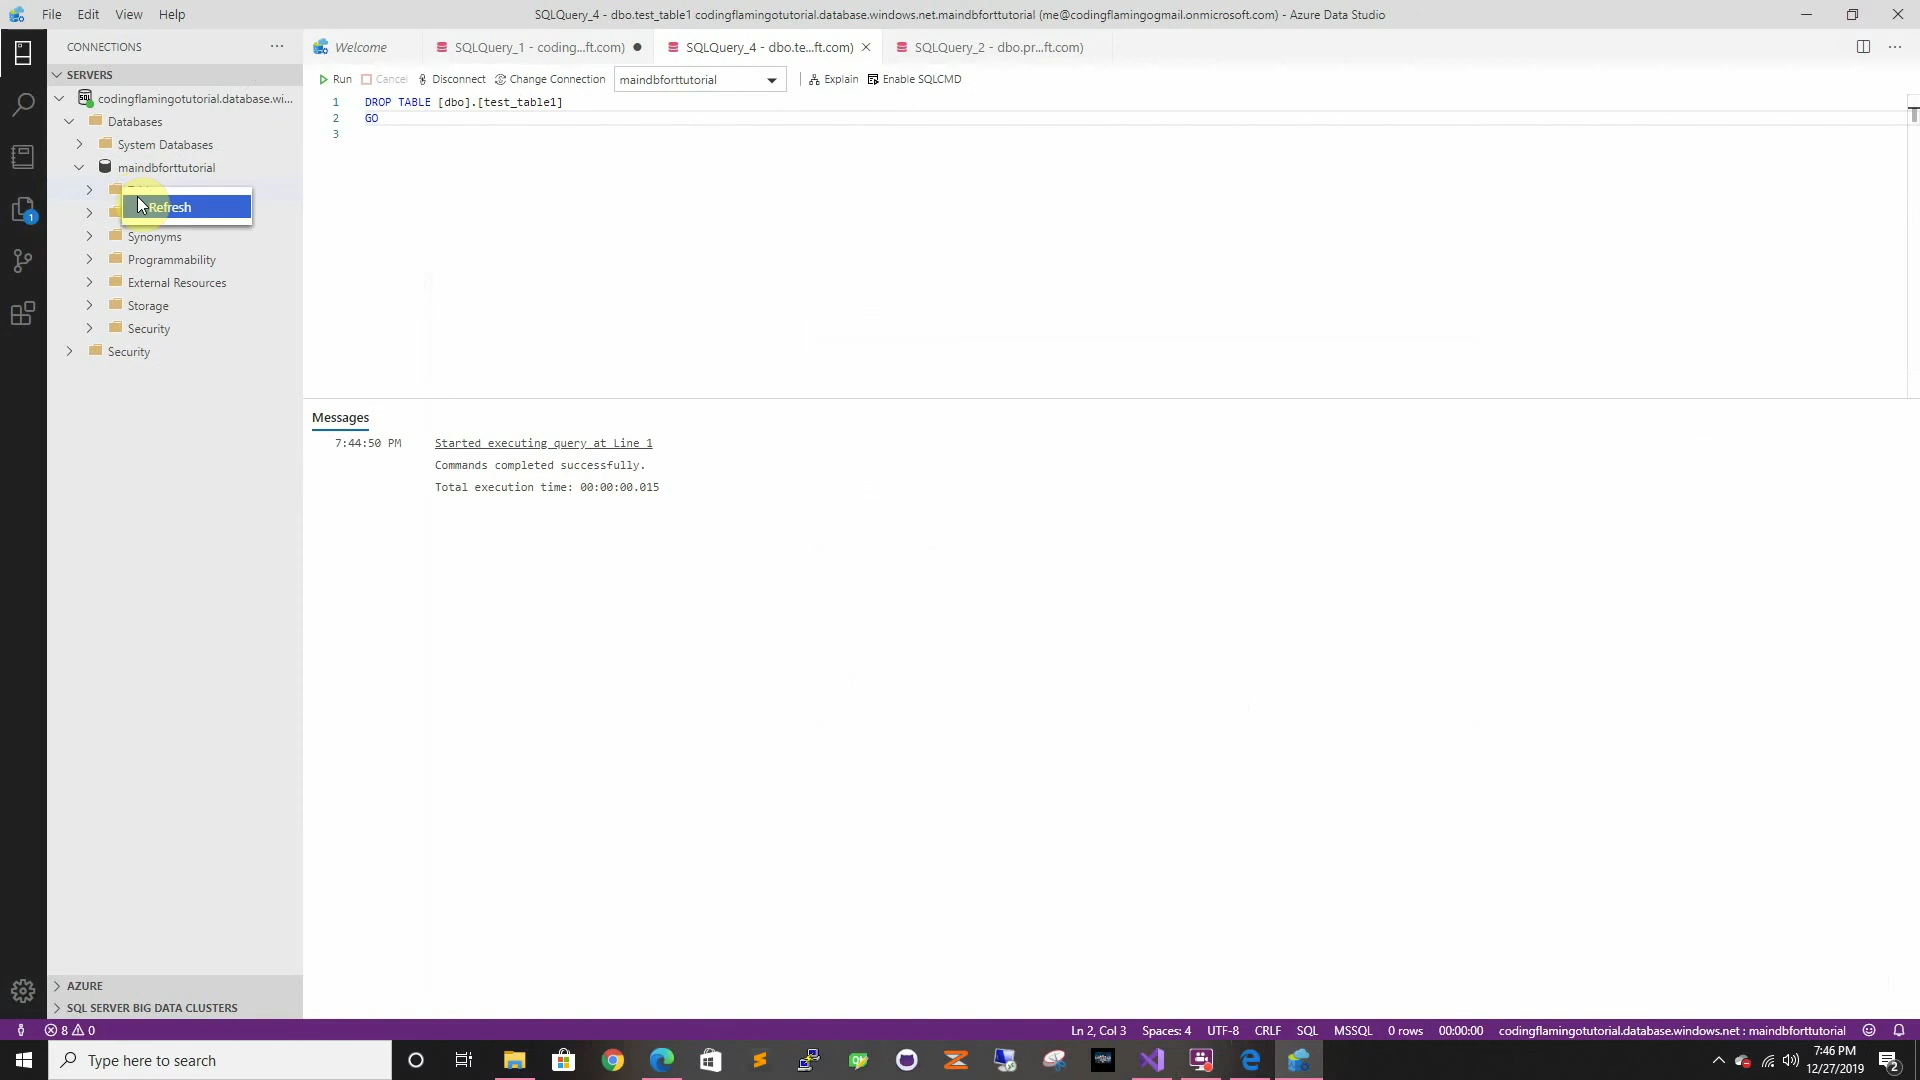 File Edit View Help
SQLQuery_4 - dbo.test_table1 codingflamingotutorial.database.windows.net.maindbforttutorial (me@codingflamingogmail.onmicrosoft.com) - Azure Data Studio
CONNECTIONS
Welcome
SQLQuery_1 - coding...ft.com)
SQLQuery_4 - dbo.te...ft.com)
SQLQuery_2 - dbo.pr...ft.com)
SERVERS
Run Cancel Disconnect Change Connection maindbforttutorial Explain Enable SQLCMD
codingflamingotutorial.database.wi...
Databases
System Databases
maindbforttutorial
Refresh
Synonyms
Programmability
External Resources
Storage
Security
Security
1
1 DROP TABLE [dbo].[test_table1]
2 GO
3
Messages
7:44:50 PM Started executing query at Line 1
Commands completed successfully.
Total execution time: 00:00:00.015
AZURE
SQL SERVER BIG DATA CLUSTERS
8 0
Ln 2, Col 3 Spaces: 4 UTF-8 CRLF SQL MSSQL 0 rows 00:00:00 codingflamingotutorial.database.windows.net : maindbforttutorial
Type here to search
7:46 PM
12/27/2019
2